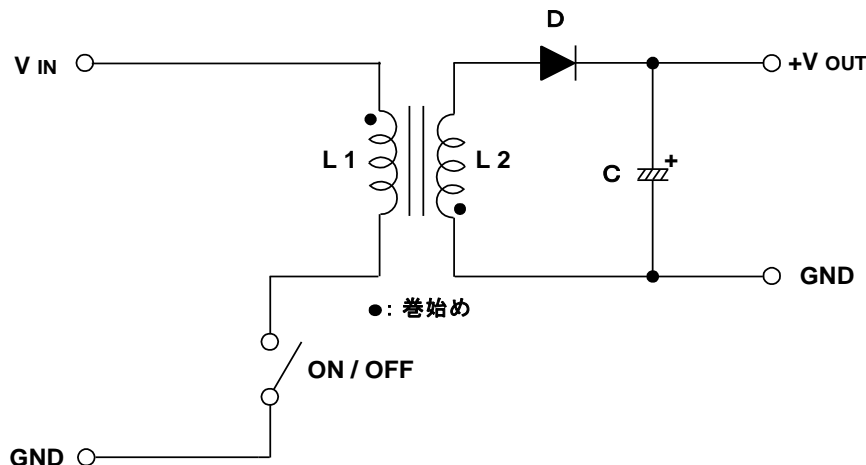 D
V IN
+V OUT
L 1
L 2
C
+
GND
●: 巻始め
ON / OFF
GND